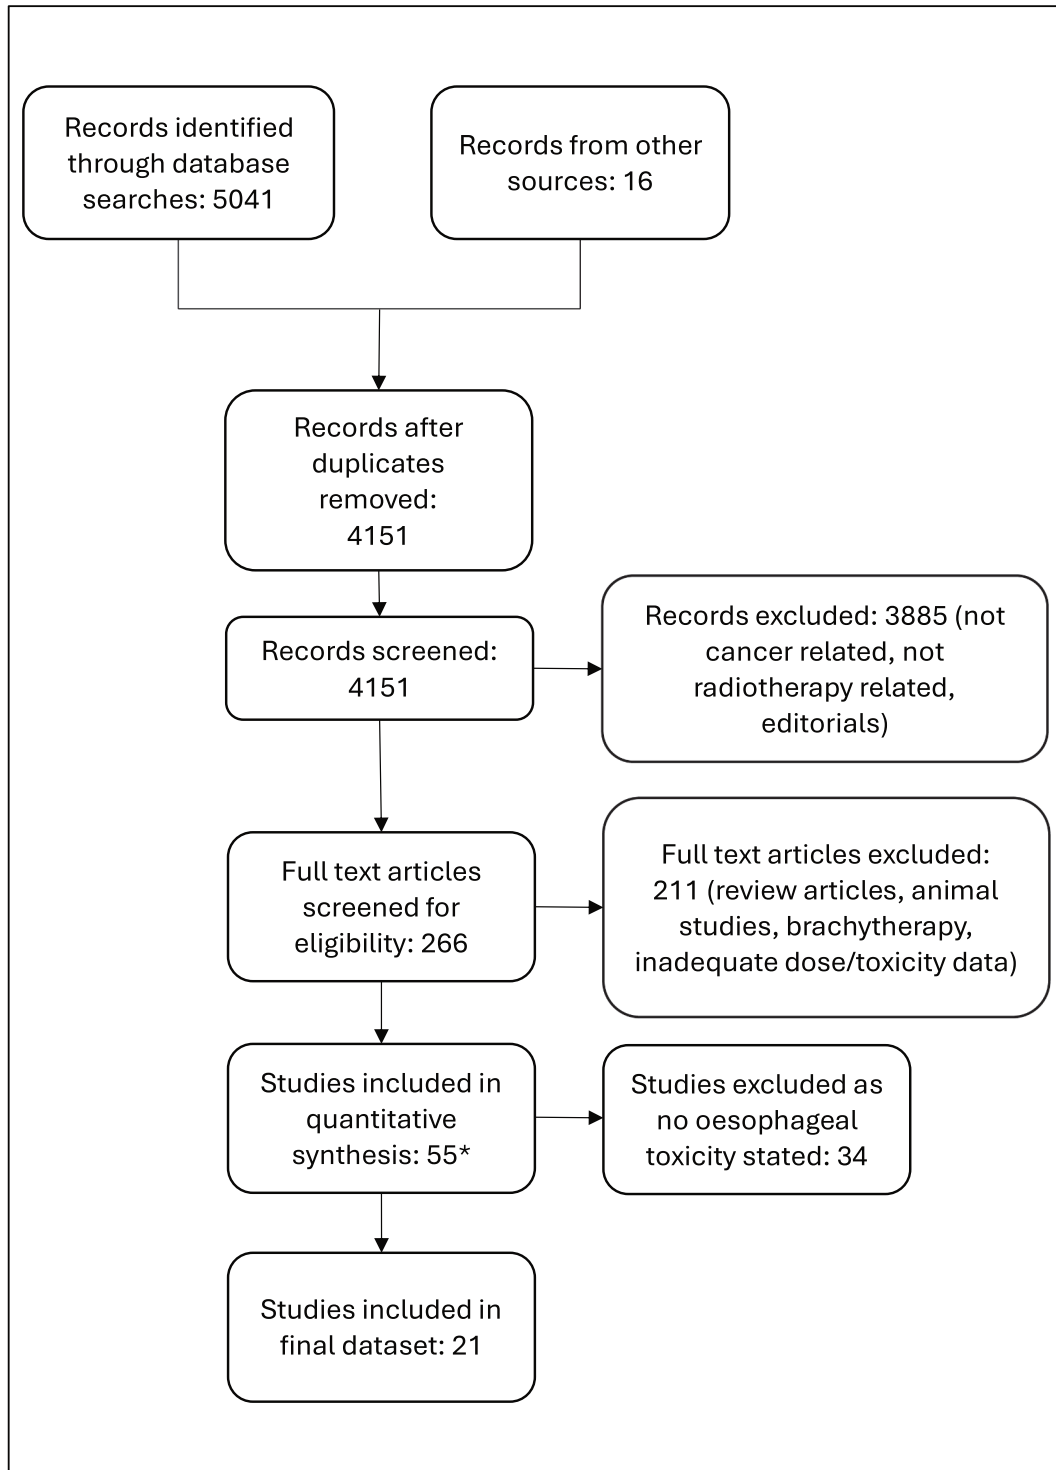 Records identified
through database
searches: 5041
Records from other
sources: 16
Records after
duplicates
removed:
4151
Records screened:
4151
Records excluded: 3885 (not
cancer related, not
radiotherapy related,
editorials)
Full text articles
screened for
eligibility: 266
Full text articles excluded:
211 (review articles, animal
studies, brachytherapy,
inadequate dose/toxicity data)
Studies included in
quantitative
synthesis: 55*
Studies excluded as
no oesophageal
toxicity stated: 34
Studies included in
final dataset: 21